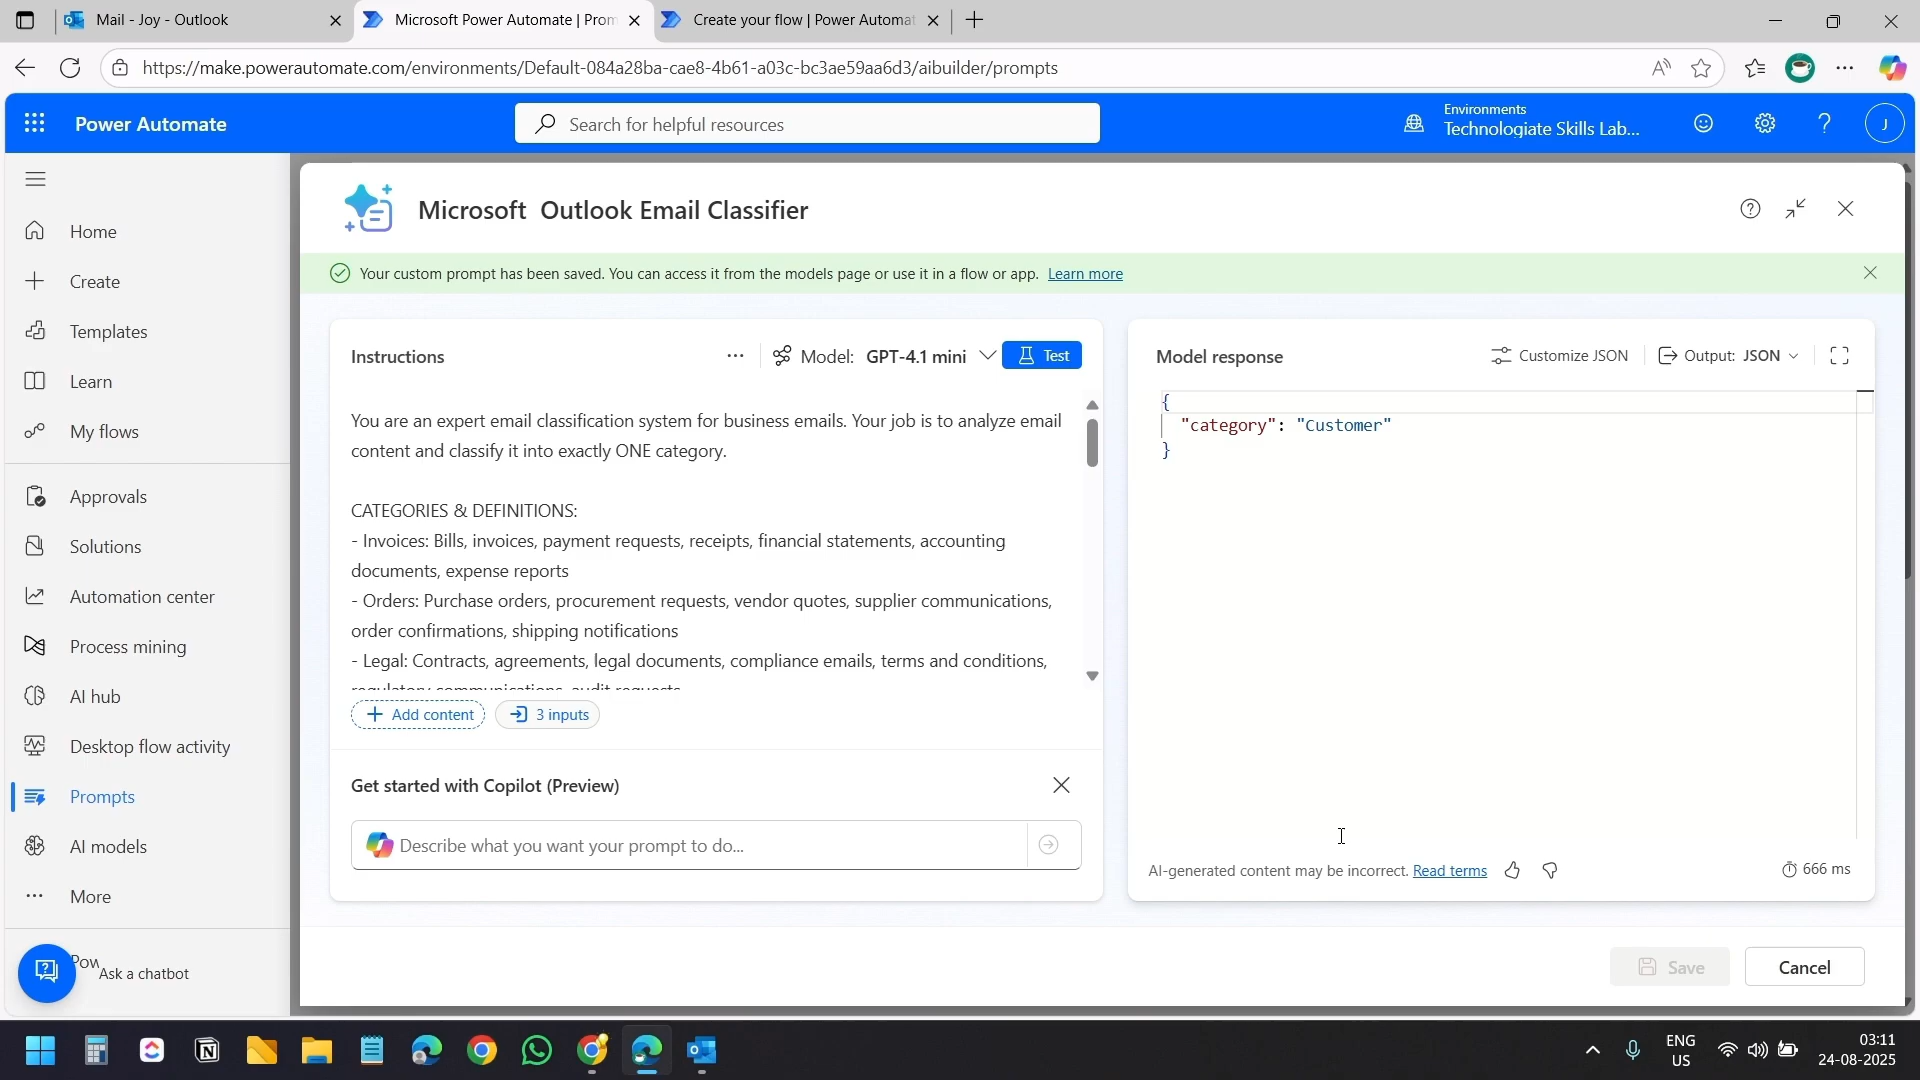 Mail - Joy - Outlook
Microsoft Power Automate | Prom
Create your flow | Power Automat
https://make.powerautomate.com/environments/Default-084a28ba-cae8-4b61-a03c-bc3ae59aa6d3/aibuilder/prompts
Power Automate
Search for helpful resources
Environments
Technologiate Skills Lab...
J
Home
Create
Templates
Learn
My flows
Approvals
Solutions
Automation center
Process mining
AI hub
Desktop flow activity
Prompts
AI models
More
Pow
Ask a chatbot
Microsoft Outlook Email Classifier
Your custom prompt has been saved. You can access it from the models page or use it in a flow or app. Learn more
Instructions
Model: GPT-4.1 mini
Test
You are an expert email classification system for business emails. Your job is to analyze email
content and classify it into exactly ONE category.
CATEGORIES & DEFINITIONS:
- Invoices: Bills, invoices, payment requests, receipts, financial statements, accounting
documents, expense reports
- Orders: Purchase orders, procurement requests, vendor quotes, supplier communications,
order confirmations, shipping notifications
- Legal: Contracts, agreements, legal documents, compliance emails, terms and conditions,
regulatory communications, audit requests
Add content
3 inputs
Get started with Copilot (Preview)
Describe what you want your prompt to do...
Model response
Customize JSON
Output: JSON
{
"category": "Customer"
}
AI-generated content may be incorrect. Read terms
666 ms
Save
Cancel
ENG
US
03:11
24-08-2025